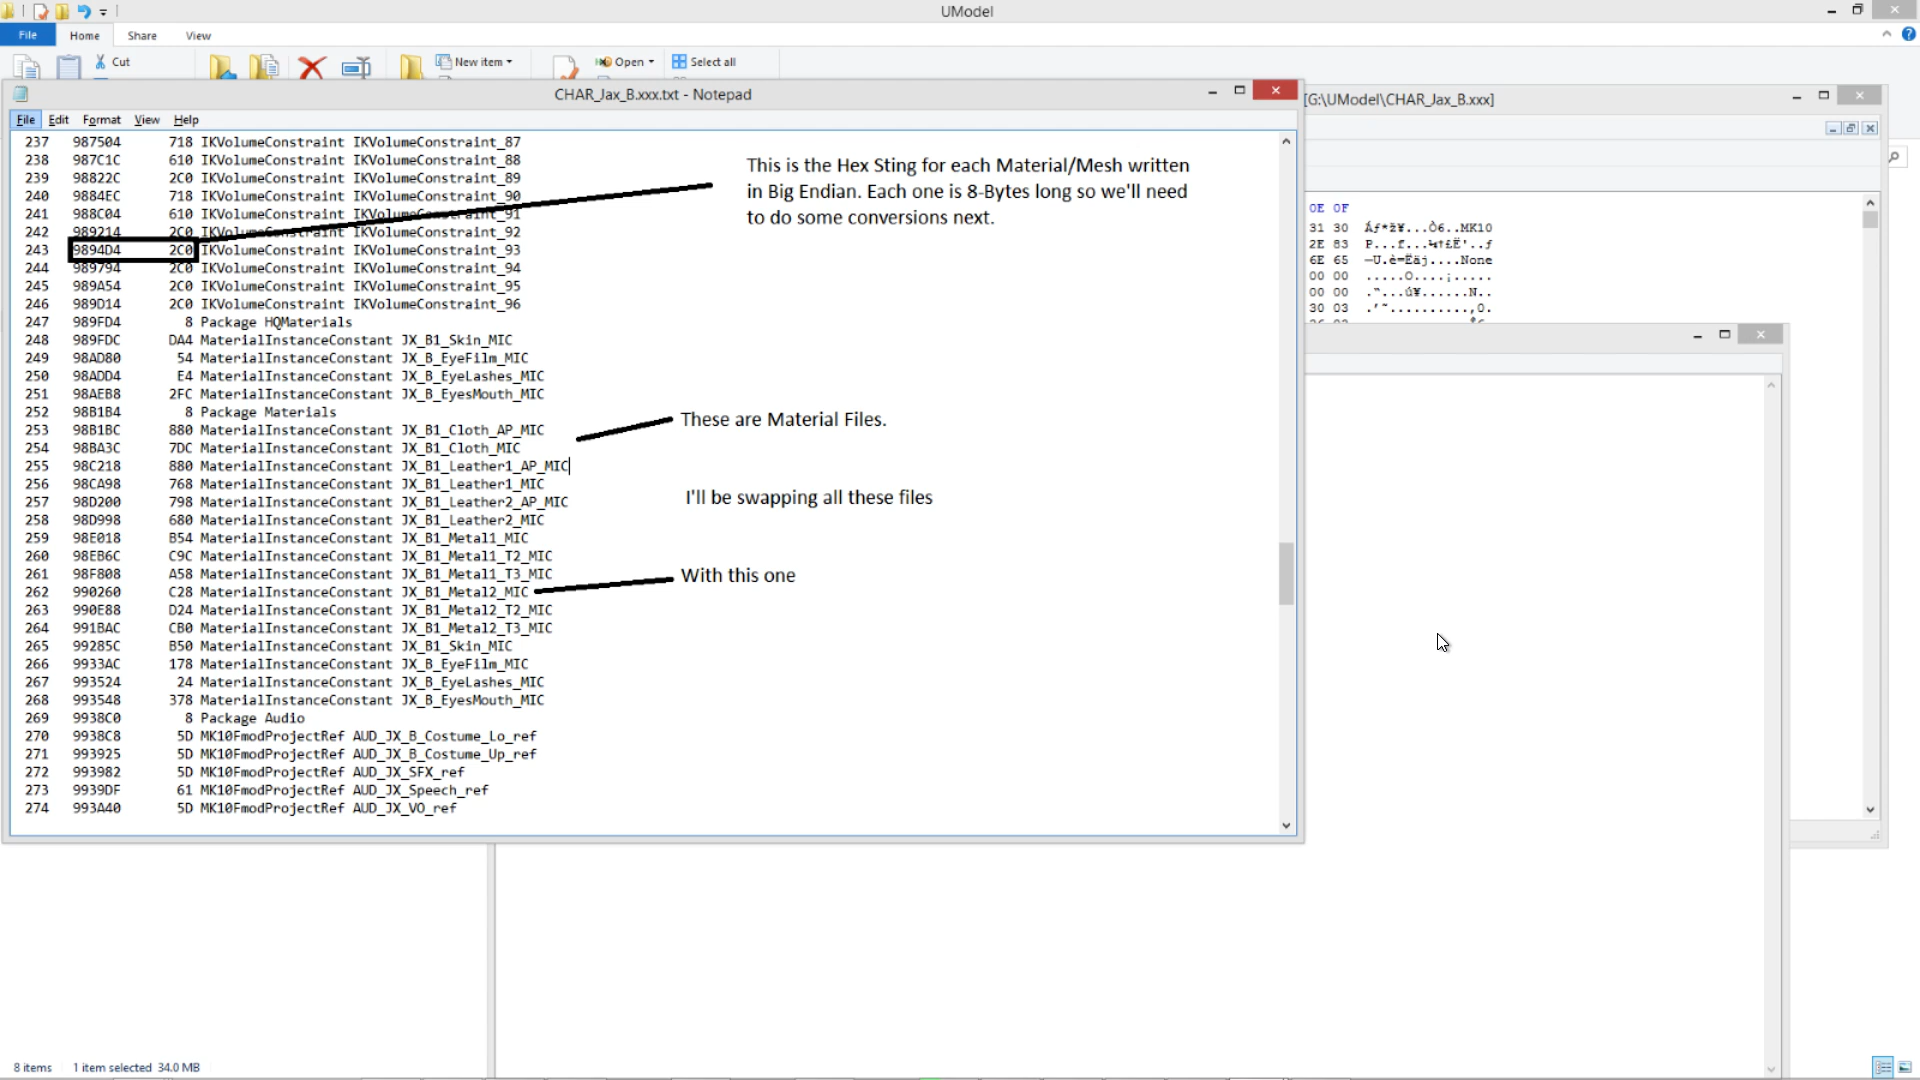 UModel
File Home Share View
Cut New item Open Select all
CHAR_Jax_B.xxx.txt - Notepad
[G:\UModel\CHAR_Jax_B.xxx]
File Edit Format View Help
237 987504 718 IKVolumeConstraint IKVolumeConstraint_87
238 987C1C 610 IKVolumeConstraint IKVolumeConstraint_88
239 98822C 2C0 IKVolumeConstraint IKVolumeConstraint_89
240 9884EC 718 IKVolumeConstraint IKVolumeConstraint_90
241 988C04 610 IKVolumeConstraint IKVolumeConstraint_91
242 989214 2C0 IKVolumeConstraint IKVolumeConstraint_92
243 9894D4 2C0 IKVolumeConstraint IKVolumeConstraint_93
244 989794 2C0 IKVolumeConstraint IKVolumeConstraint_94
245 989A54 2C0 IKVolumeConstraint IKVolumeConstraint_95
246 989D14 2C0 IKVolumeConstraint IKVolumeConstraint_96
247 989FD4 8 Package HQMaterials
248 989FDC DA4 MaterialInstanceConstant JX_B1_Skin_MIC
249 98AD80 54 MaterialInstanceConstant JX_B_EyeFilm_MIC
250 98ADD4 E4 MaterialInstanceConstant JX_B_EyeLashes_MIC
251 98AEB8 2FC MaterialInstanceConstant JX_B_EyesMouth_MIC
252 98B1B4 8 Package Materials
253 98B1BC 880 MaterialInstanceConstant JX_B1_Cloth_AP_MIC
254 98BA3C 7DC MaterialInstanceConstant JX_B1_Cloth_MIC
255 98C218 880 MaterialInstanceConstant JX_B1_Leather1_AP_MIC
256 98CA98 768 MaterialInstanceConstant JX_B1_Leather1_MIC
257 98D200 798 MaterialInstanceConstant JX_B1_Leather2_AP_MIC
258 98D998 680 MaterialInstanceConstant JX_B1_Leather2_MIC
259 98E018 B54 MaterialInstanceConstant JX_B1_Metal1_MIC
260 98EB6C C9C MaterialInstanceConstant JX_B1_Metal1_T2_MIC
261 98F808 A58 MaterialInstanceConstant JX_B1_Metal1_T3_MIC
262 990260 C28 MaterialInstanceConstant JX_B1_Metal2_MIC
263 990E88 D24 MaterialInstanceConstant JX_B1_Metal2_T2_MIC
264 991BAC CB0 MaterialInstanceConstant JX_B1_Metal2_T3_MIC
265 99285C B50 MaterialInstanceConstant JX_B1_Skin_MIC
266 9933AC 178 MaterialInstanceConstant JX_B_EyeFilm_MIC
267 993524 24 MaterialInstanceConstant JX_B_EyeLashes_MIC
268 993548 378 MaterialInstanceConstant JX_B_EyesMouth_MIC
269 9938C0 8 Package Audio
270 9938C8 5D MK10FmodProjectRef AUD_JX_B_Costume_Lo_ref
271 993925 5D MK10FmodProjectRef AUD_JX_B_Costume_Up_ref
272 993982 5D MK10FmodProjectRef AUD_JX_SFX_ref
273 9939DF 61 MK10FmodProjectRef AUD_JX_Speech_ref
274 993A40 5D MK10FmodProjectRef AUD_JX_VO_ref
This is the Hex Sting for each Material/Mesh written
in Big Endian. Each one is 8-Bytes long so we'll need
to do some conversions next.
These are Material Files.
I'll be swapping all these files
With this one
0E 0F
31 30 Áƒ*ž¥...Ò6..MK10
2E 83
6E 65
00 00
00 00
30 03
8 items 1 item selected 34.0 MB